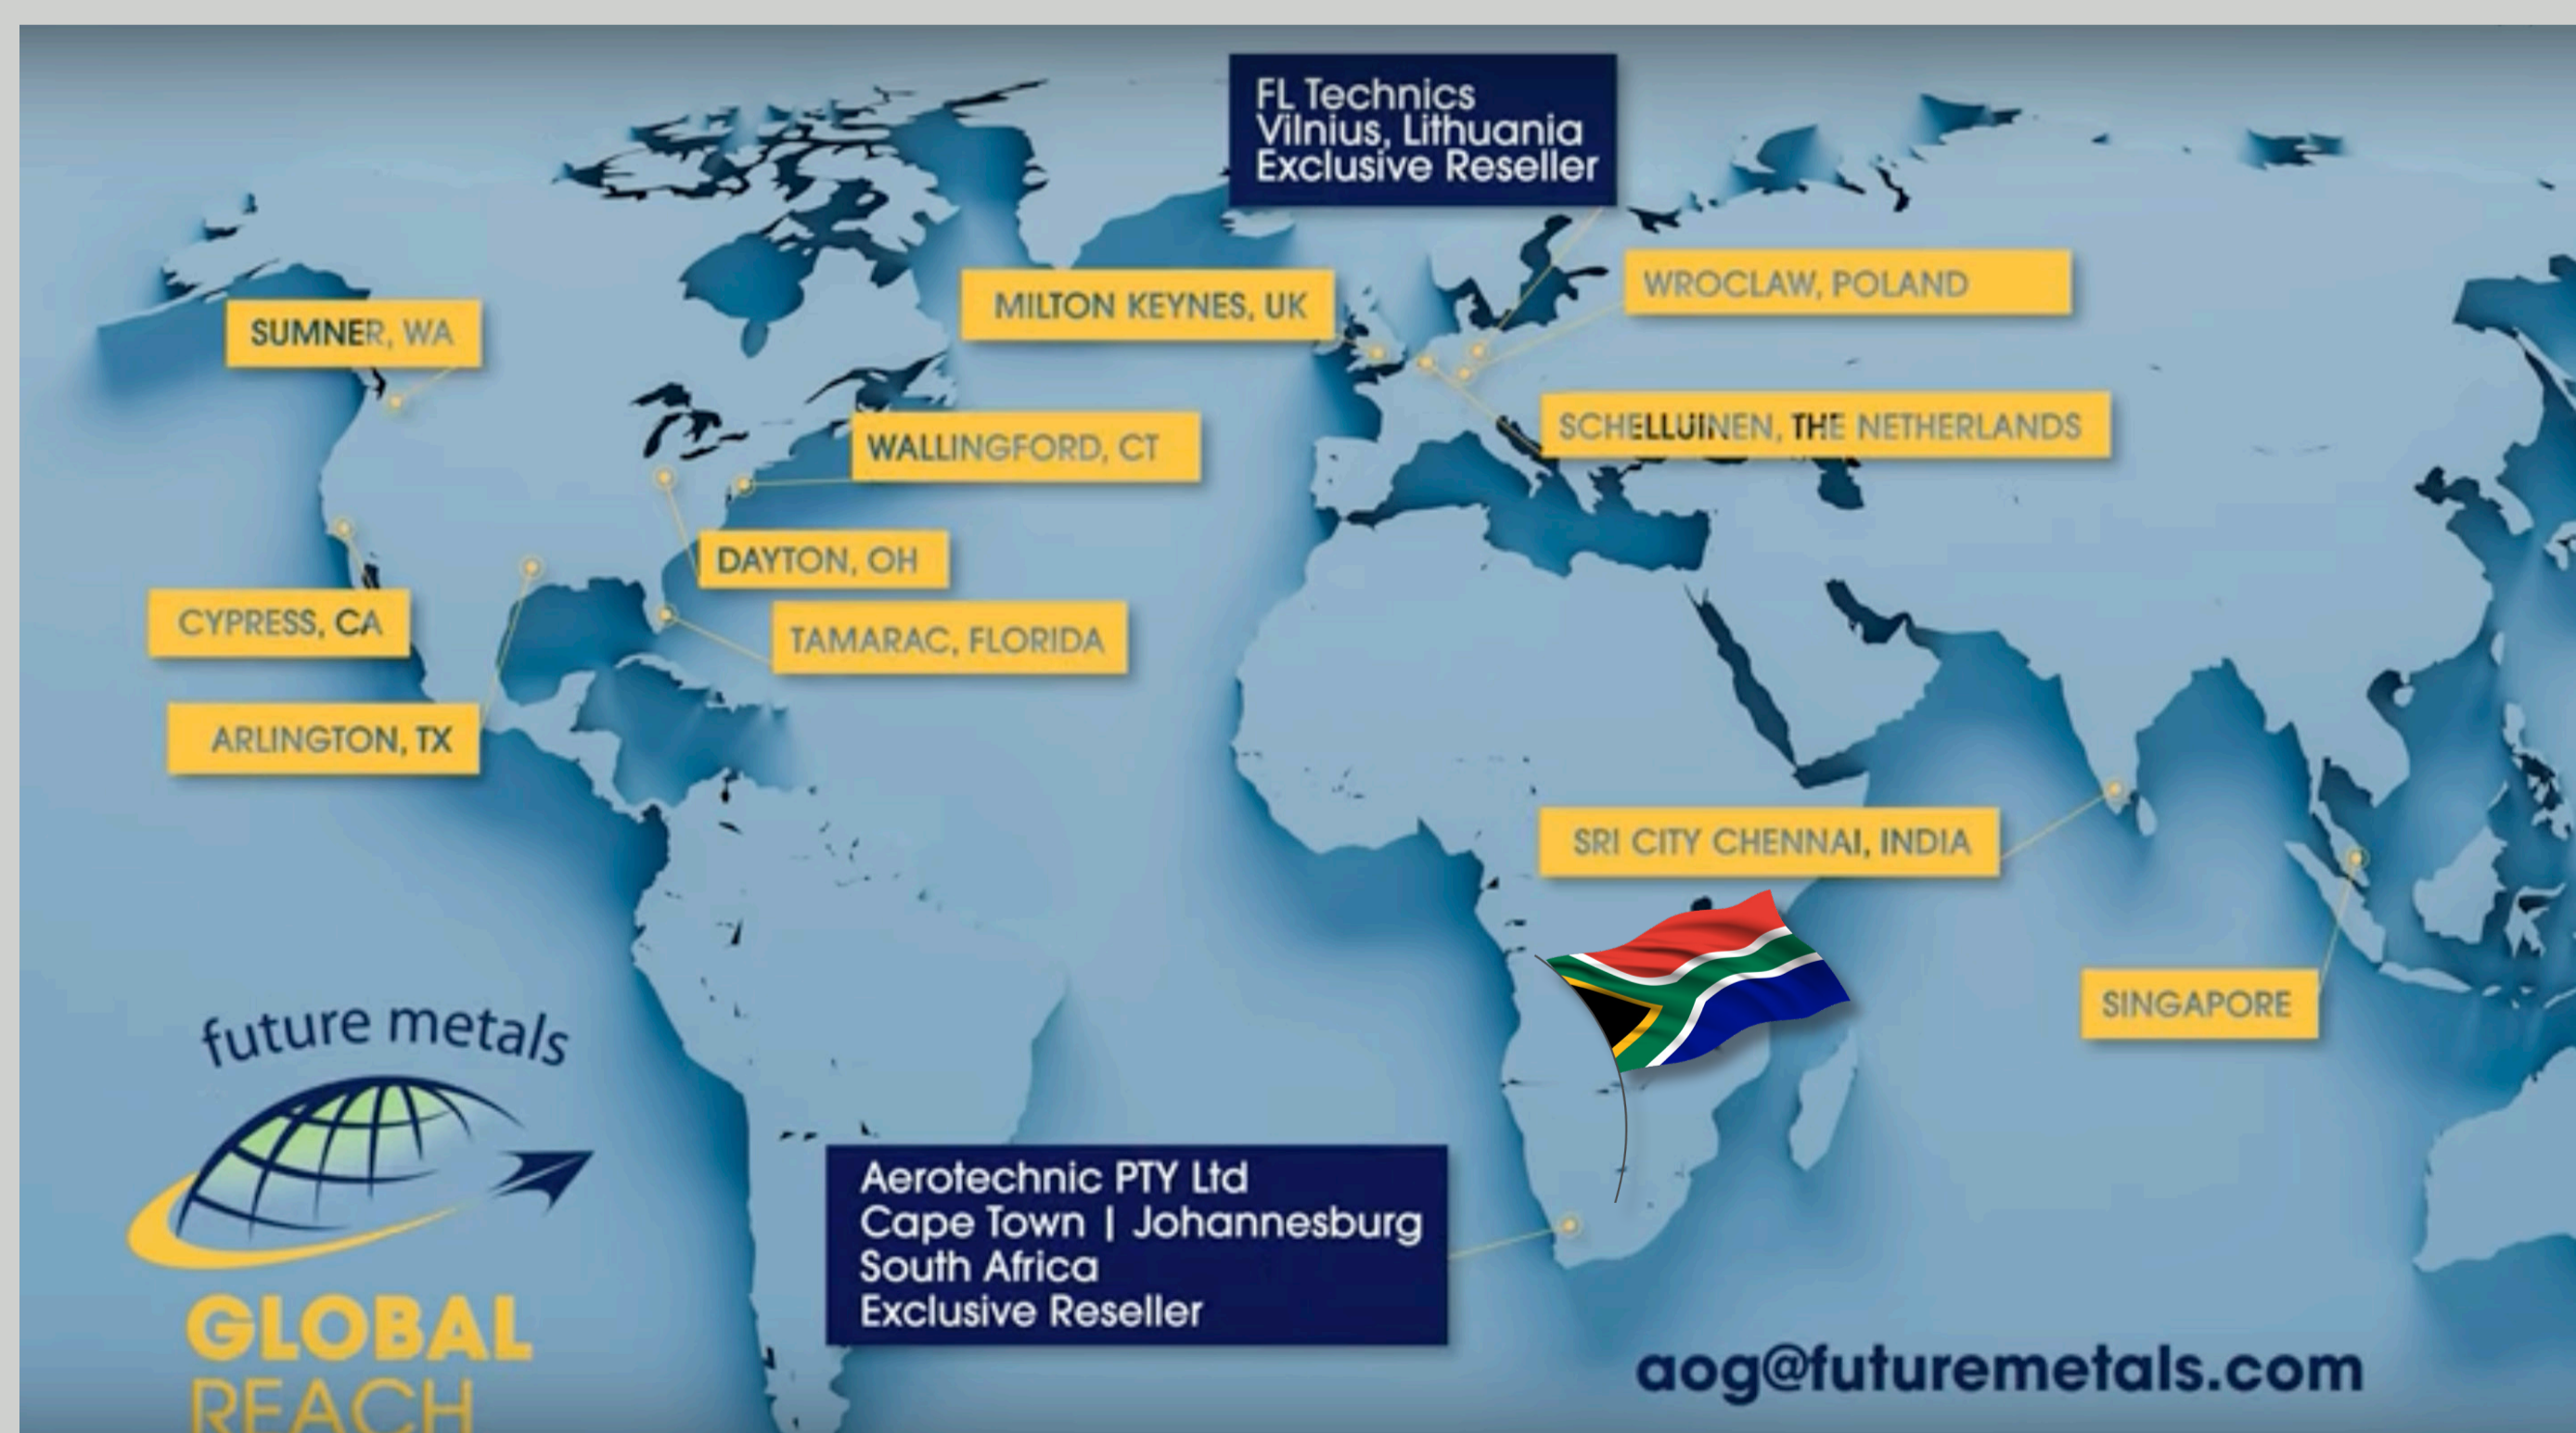 FL Technics
Vilnius, Lithuania
Exclusive Reseller
WROCLAW, POLAND
MILTON KEYNES, UK
SUMNER, WA
SCHELLUINEN, THE NETHERLANDS
WALLINGFORD, CT
DAYTON, OH
CYPRESS, CA
TAMARAC, FLORIDA
ARLINGTON, TX
SRI CITY CHENNAI, INDIA
SINGAPORE
future metals
GLOBAL
REACH
Aerotechnic PTY Ltd
Cape Town | Johannesburg
South Africa
Exclusive Reseller
aog@futuremetals.com